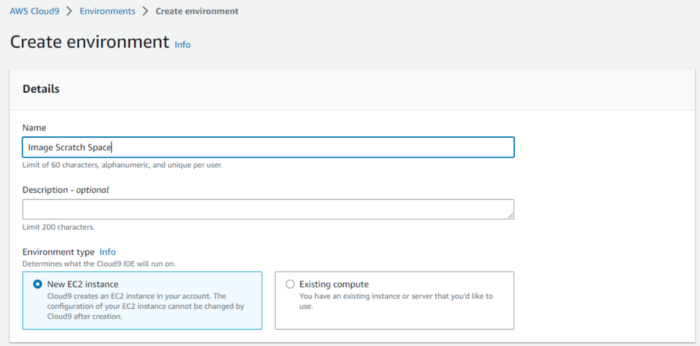 AWS Cloud9 > Environments > Create environment
Create environment Info
Details
Name
Image Scratch Space
Limit of 60 characters, alphanumeric, and unique per user.
Description - optional
Limit 200 characters.
Environment type Info
Determines what the Cloud9 IDE will run on.
New EC2 instance
Cloud9 creates an EC2 instance in your account. The
configuration of your EC2 instance cannot be changed by
Cloud9 after creation.
Existing compute
You have an existing instance or server that you'd like to
use.